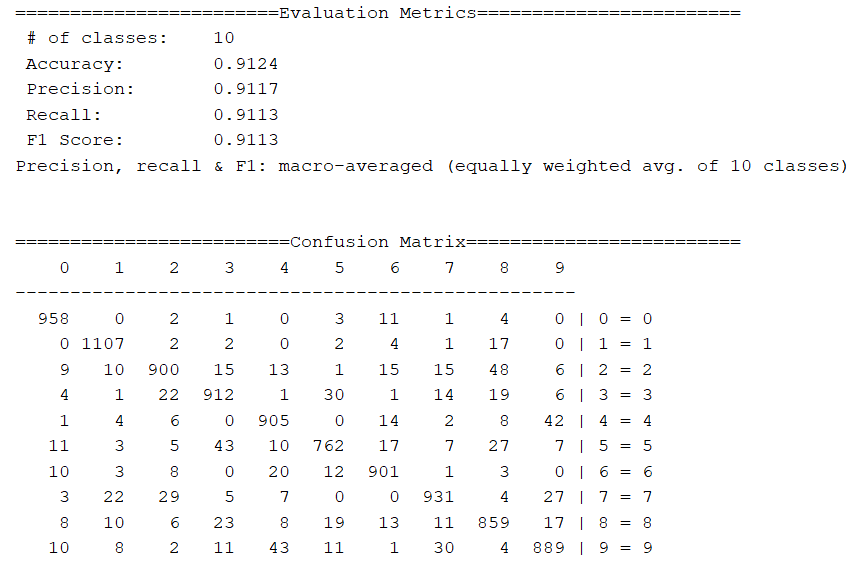 ========================Evaluation Metrics========================
# of classes: 10
Accuracy: 0.9124
Precision: 0.9117
Recall: 0.9113
F1 Score: 0.9113
Precision, recall & F1: macro-averaged (equally weighted avg. of 10 classes)
=========================Confusion Matrix=========================
0 1 2 3 4 5 6 7 8 9
---------------------------------------------------
958 0 2 1 0 3 11 1 4 0 | 0 = 0
0 1107 2 2 0 2 4 1 17 0 | 1 = 1
9 10 900 15 13 1 15 15 48 6 | 2 = 2
4 1 22 912 1 30 1 14 19 6 | 3 = 3
1 4 6 0 905 0 14 2 8 42 | 4 = 4
11 3 5 43 10 762 17 7 27 7 | 5 = 5
10 3 8 0 20 12 901 1 3 0 | 6 = 6
3 22 29 5 7 0 0 931 4 27 | 7 = 7
8 10 6 23 8 19 13 11 859 17 | 8 = 8
10 8 2 11 43 11 1 30 4 889 | 9 = 9